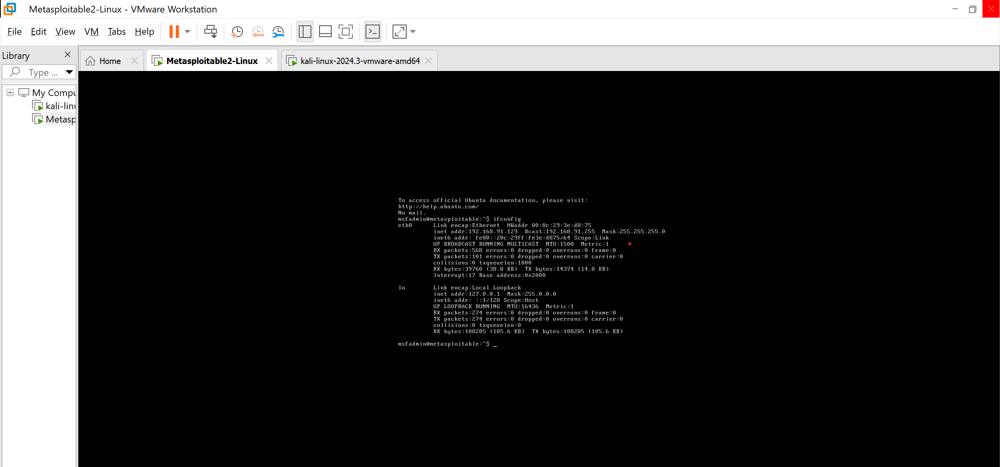 Metasploitable2-Linux - VMware Workstation
File Edit View VM Tabs Help
Library
Type ...
My Compu
kali-linu
Metasp
Home
Metasploitable2-Linux
kali-linux-2024.3-vmware-amd64
To access official Ubuntu documentation, please visit:
http://help.ubuntu.com/
No mail.
msfadmin@metasploitable:~$ ifconfig
eth0      Link encap:Ethernet  HWaddr 00:0c:29:3e:d8:75
          inet addr:192.168.91.129  Bcast:192.168.91.255  Mask:255.255.255.0
          inet6 addr: fe80::20c:29ff:fe3e:d875/64 Scope:Link
          UP BROADCAST RUNNING MULTICAST  MTU:1500  Metric:1
          RX packets:568 errors:0 dropped:0 overruns:0 frame:0
          TX packets:101 errors:0 dropped:0 overruns:0 carrier:0
          collisions:0 txqueuelen:1000
          RX bytes:39760 (38.8 KB)  TX bytes:14374 (14.0 KB)
          Interrupt:17 Base address:0x2000
lo        Link encap:Local Loopback
          inet addr:127.0.0.1  Mask:255.0.0.0
          inet6 addr: ::1/128 Scope:Host
          UP LOOPBACK RUNNING  MTU:16436  Metric:1
          RX packets:274 errors:0 dropped:0 overruns:0 frame:0
          TX packets:274 errors:0 dropped:0 overruns:0 carrier:0
          collisions:0 txqueuelen:0
          RX bytes:108205 (105.6 KB)  TX bytes:108205 (105.6 KB)
msfadmin@metasploitable:~$ _